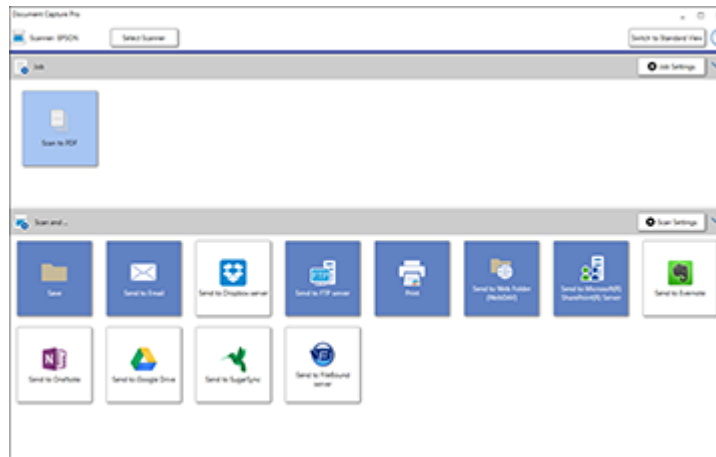 Document Capture Pro
Scanner: EPSON
Select Scanner
Switch to Standard View
Job
Job Settings
Scan to PDF
Scan and ...
Scan Settings
Save
Send to Email
Send to Dropbox server
FTP
Send to FTP server
Print
Send to Web Folder
(WebDAV)
Send to Microsoft(R)
SharePoint(R) Server
Send to Evernote
N
Send to OneNote
Send to Google Drive
Send to SugarSync
Send to FileBound
server